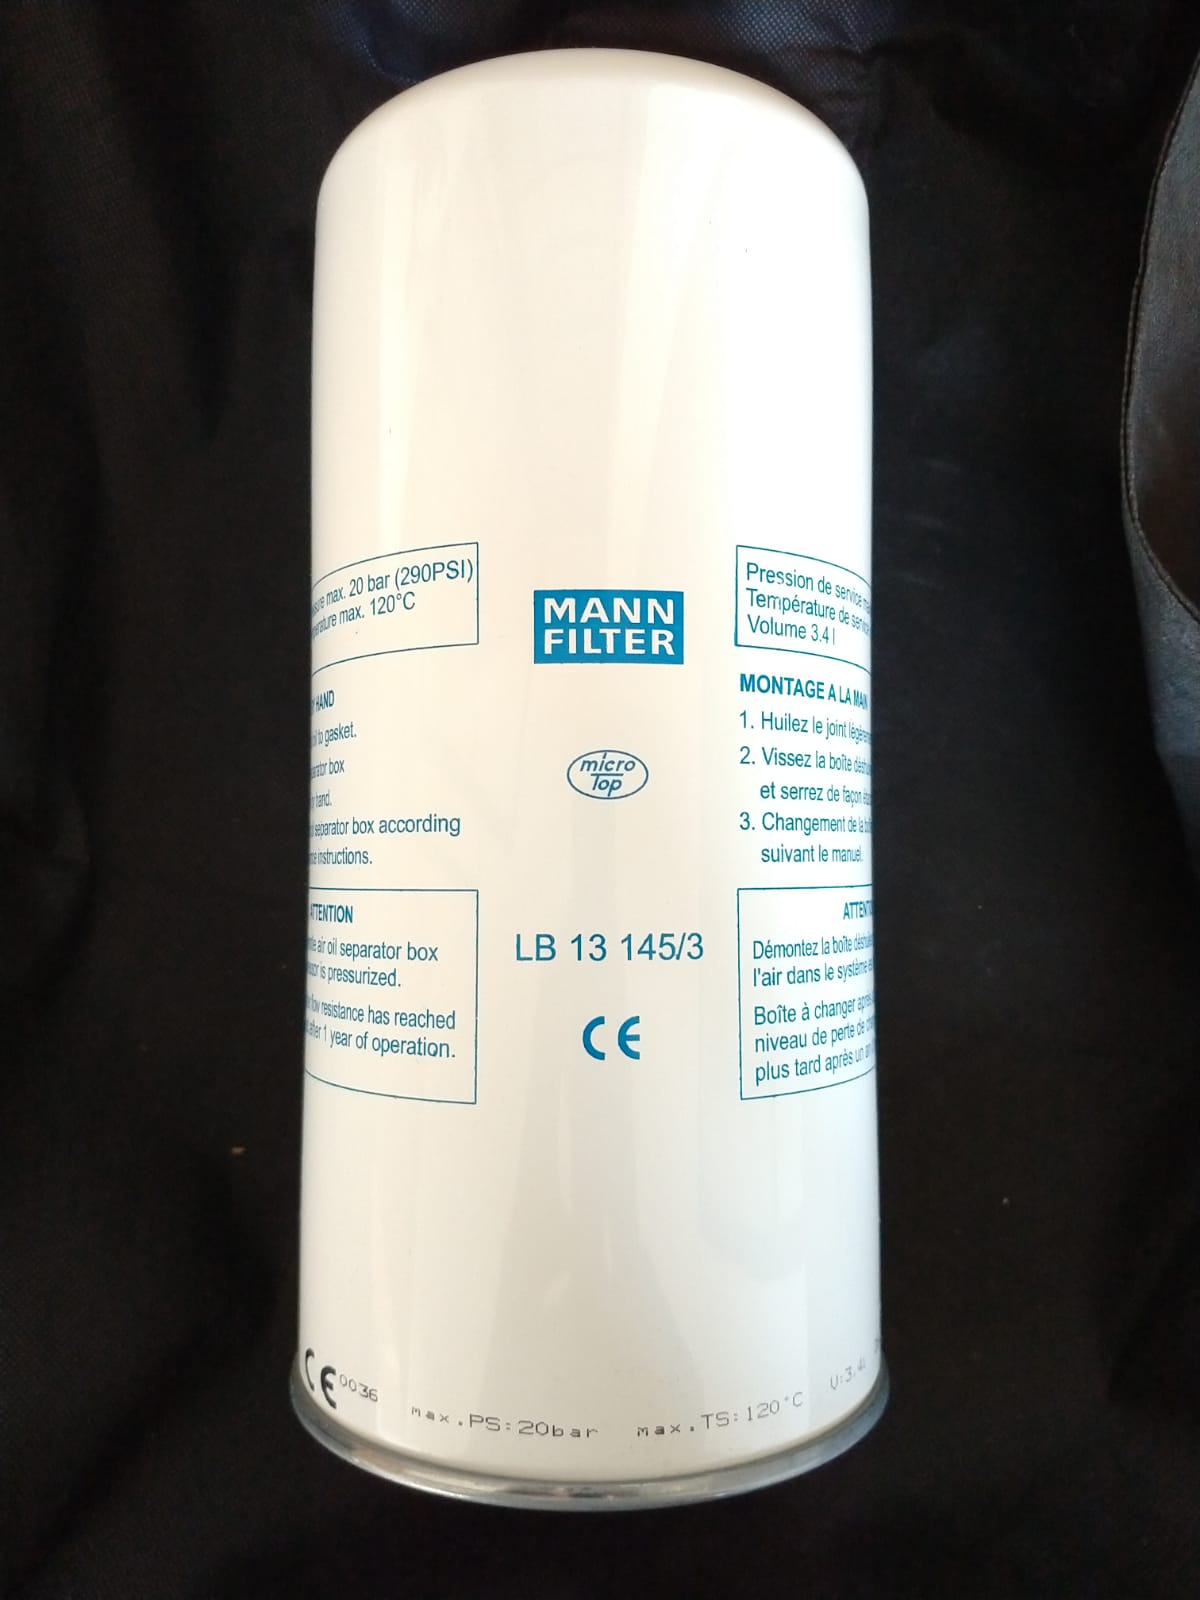 max. 20 bar (290PSI)
max. 120°C
HAND
to gasket.
box
hand.
separator box according
instructions.
ATTENTION
air oil separator box
is pressurized.
flow resistance has reached
after 1 year of operation.
MANN
FILTER
micro
Top
LB 13 145/3
CE
Pression de service
Température de service
Volume 3.4 l
MONTAGE A LA MAIN
1. Huilez le joint
2. Vissez la boîte
et serrez de façon
3. Changement de la
suivant le manuel.
Démontez la boîte
l'air dans le système
Boîte à changer après
niveau de perte de
plus tard après un an
CE 0036 max.PS:20bar max.TS:120°C V:3.4L